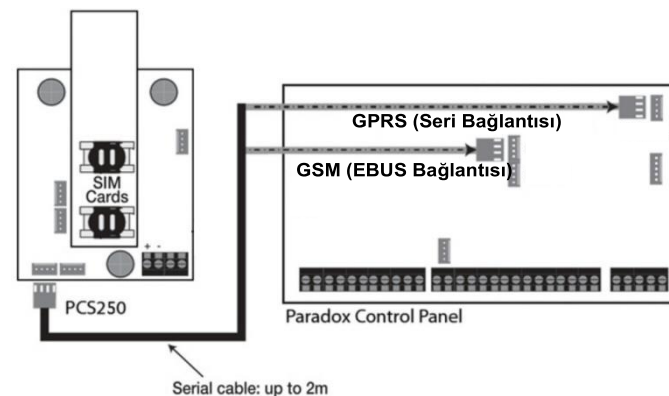 GPRS (Seri Bağlantısı)
GSM (EBUS Bağlantısı)
SIM
Cards
+ -
PCS250
Paradox Control Panel
Serial cable: up to 2m